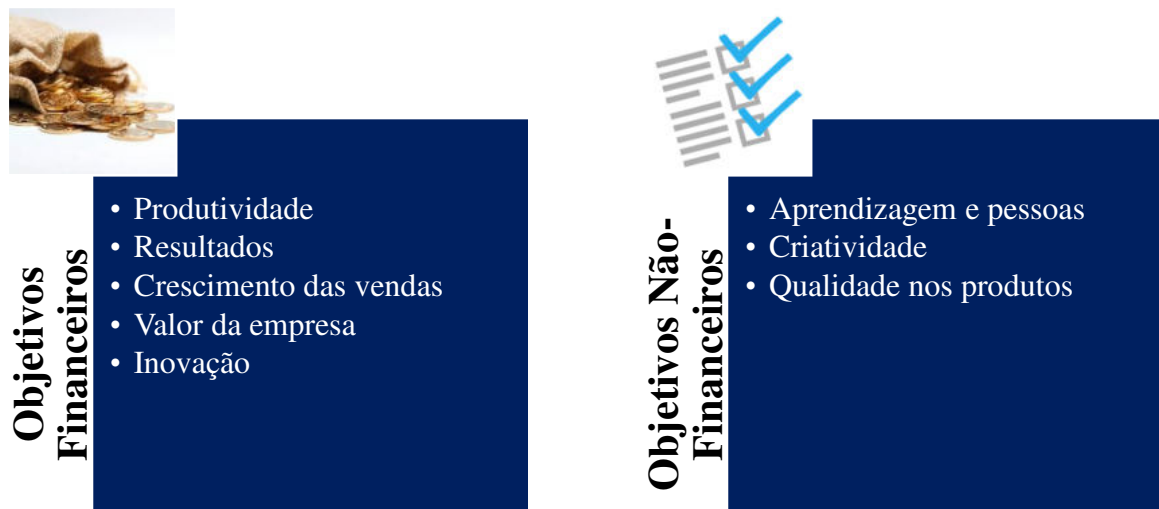 Objetivos
Financeiros
• Produtividade
• Resultados
• Crescimento das vendas
• Valor da empresa
• Inovação
Objetivos Não-
Financeiros
• Aprendizagem e pessoas
• Criatividade
• Qualidade nos produtos